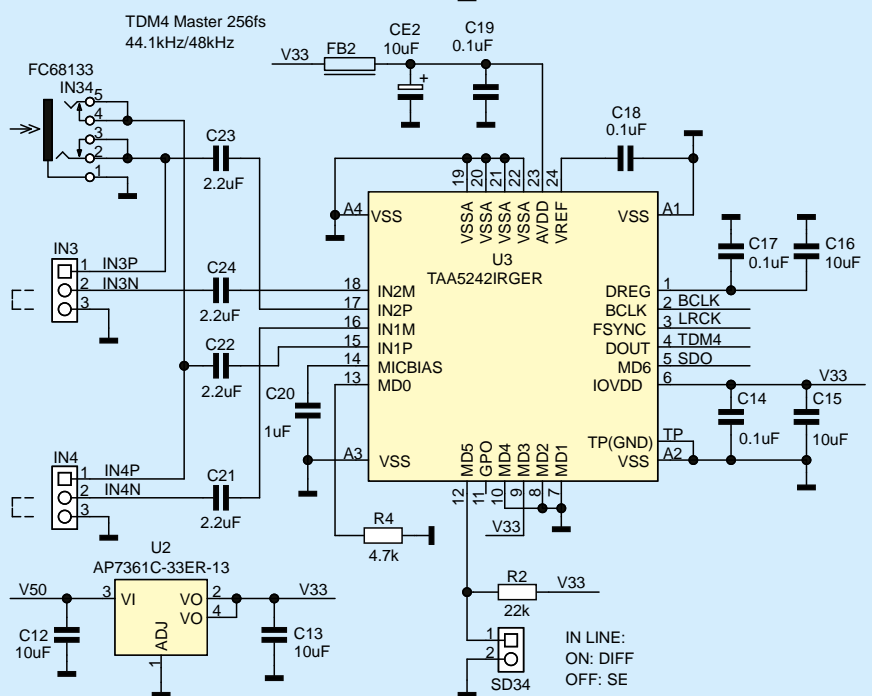 TDM4 Master 256fs
44.1kHz/48kHz
V33
FB2
CE2
10uF
+
C19
0.1uF
FC68133
IN34
5
4
3
2
1
C23
2.2uF
C18
0.1uF
19
20
21
22
23
24
VSSA
VSSA
VSSA
VSSA
AVDD
VREF
A4
VSS
VSS
A1
U3
TAA5242IRGER
C17
0.1uF
C16
10uF
IN3
1
IN3P
2
IN3N
3
C24
2.2uF
18
IN2M
17
IN2P
16
IN1M
15
IN1P
14
MICBIAS
13
MD0
DREG
1
BCLK
2
BCLK
FSYNC
3
LRCK
DOUT
4
TDM4
MD6
5
SDO
IOVDD
6
V33
C22
2.2uF
C20
1uF
C14
0.1uF
C15
10uF
TP(GND)
TP
A3
VSS
VSS
A2
MD5
GPO
MD4
MD3
MD2
MD1
12
11
10
9
8
7
V33
IN4
1
IN4P
2
IN4N
3
C21
2.2uF
R4
4.7k
U2
AP7361C-33ER-13
V50
3
VI
VO
2
VO
4
V33
ADJ
1
C12
10uF
C13
10uF
R2
22k
V33
1
2
SD34
IN LINE:
ON: DIFF
OFF: SE